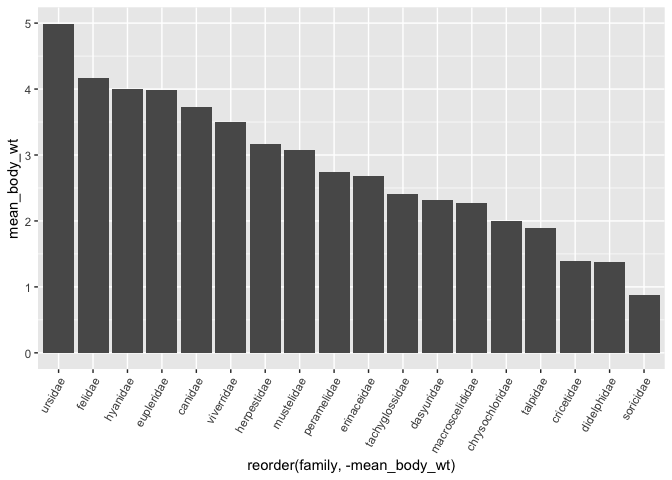 5
4
3
2
1
0
mean_body_wt
ursidae
felidae
hyanidae
eupleridae
canidae
viverridae
herpestidae
mustelidae
peramelidae
erinaceidae
tachyglossidae
dasyuridae
macroscelididae
chrysochloridae
talpidae
cricetidae
didelphidae
soricidae
reorder(family, -mean_body_wt)